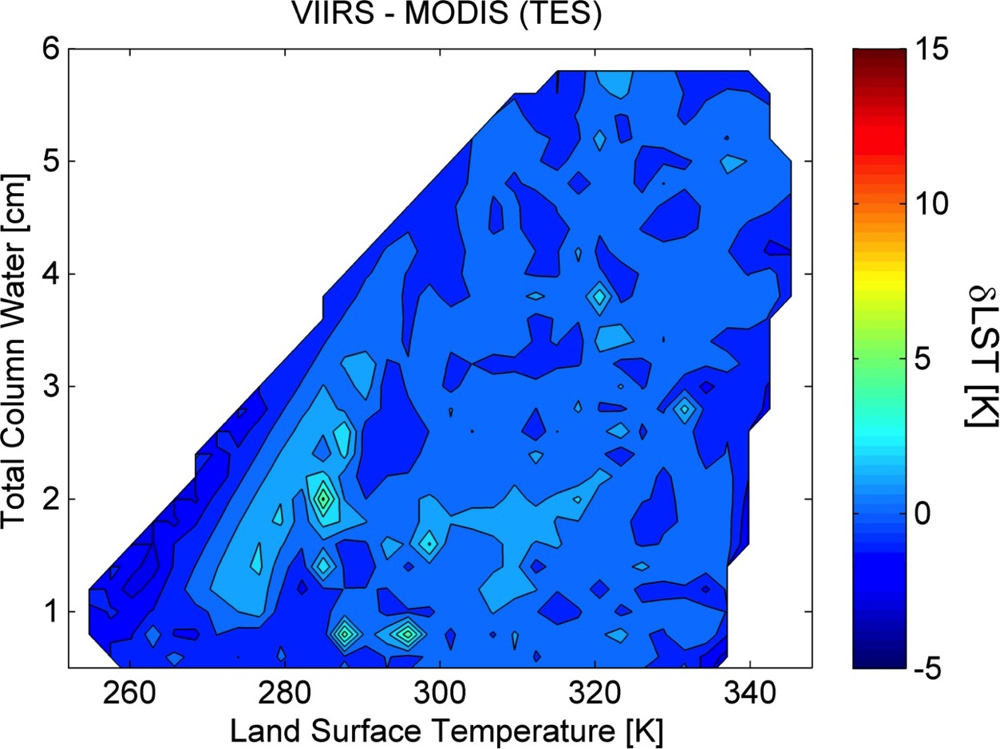 VIIRS - MODIS (TES)
6
5
4
3
2
1
Total Column Water [cm]
260 280 300 320 340
Land Surface Temperature [K]
15
10
5
0
-5
δLST [K]